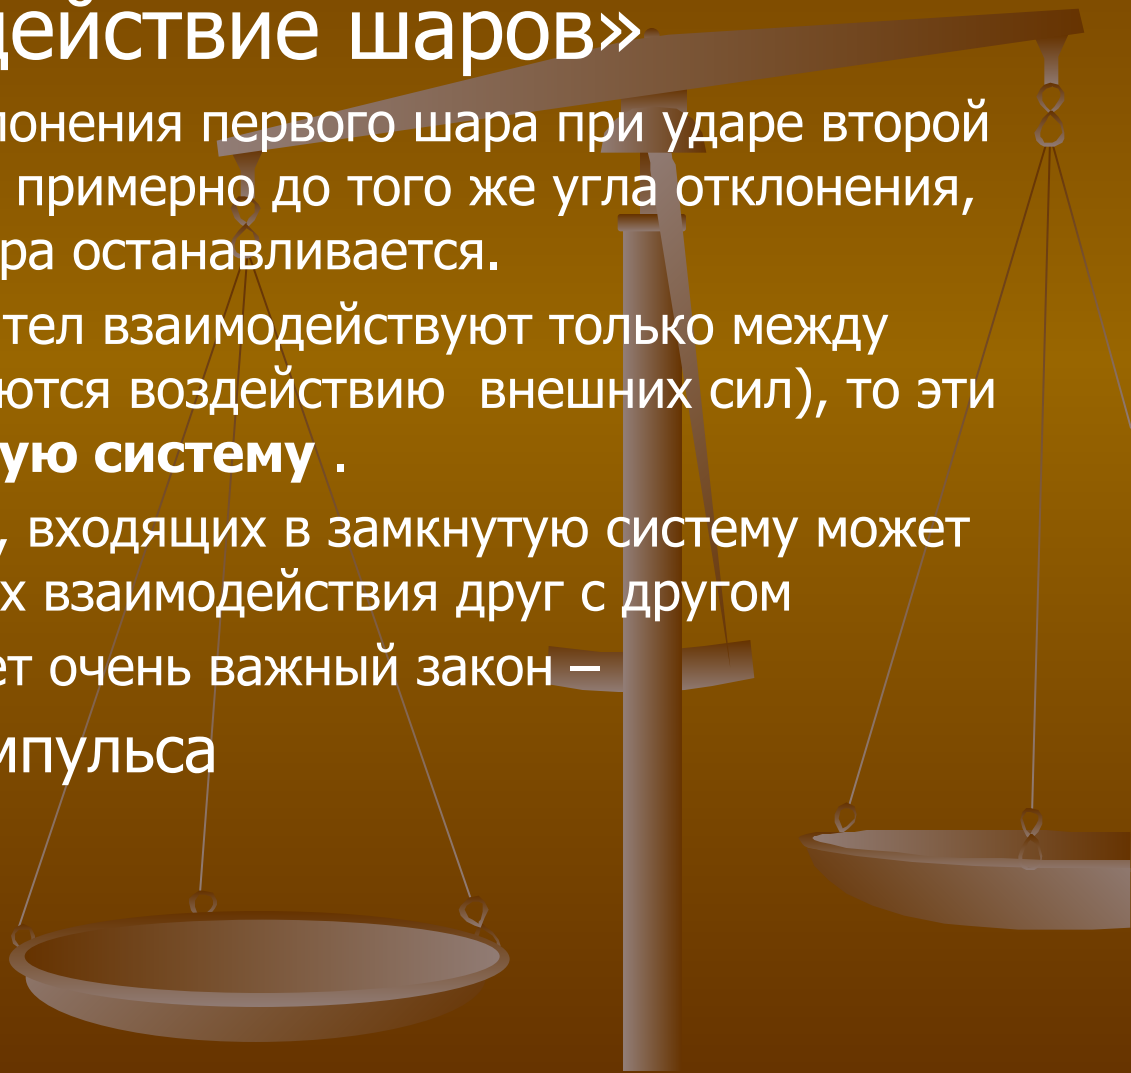 действие шаров»
лонения первого шара при ударе второй
примерно до того же угла отклонения,
ра останавливается.
тел взаимодействуют только между
ются воздействию внешних сил), то эти
ую систему .
, входящих в замкнутую систему может
х взаимодействия друг с другом
ет очень важный закон –
мпульса